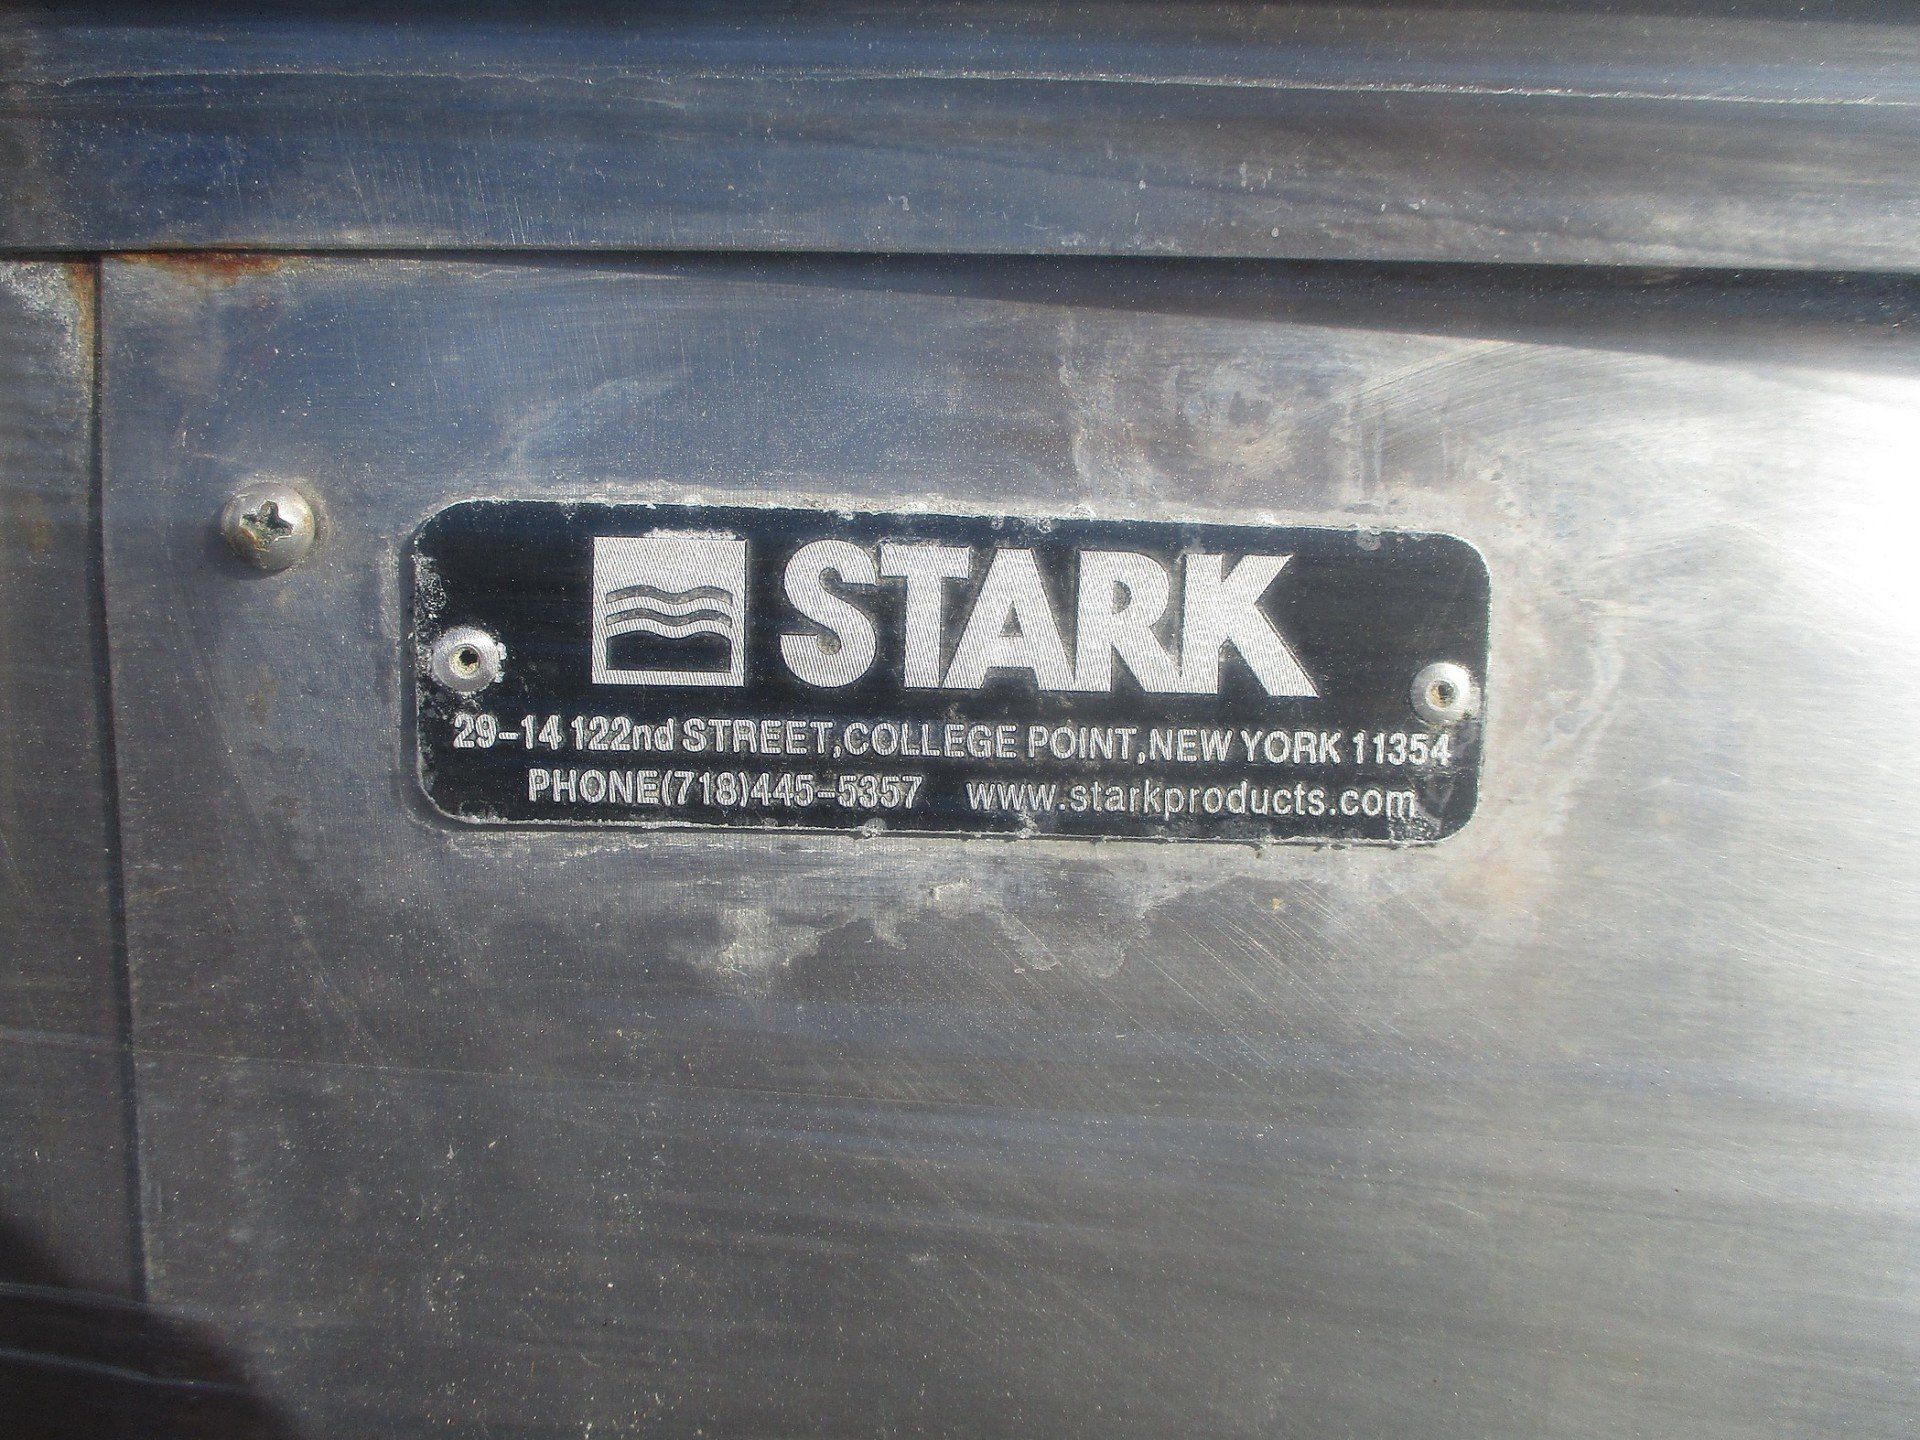 STARK
29-14 122nd STREET,COLLEGE POINT,NEW YORK 11354
PHONE(718)445-5357 www.starkproducts.com